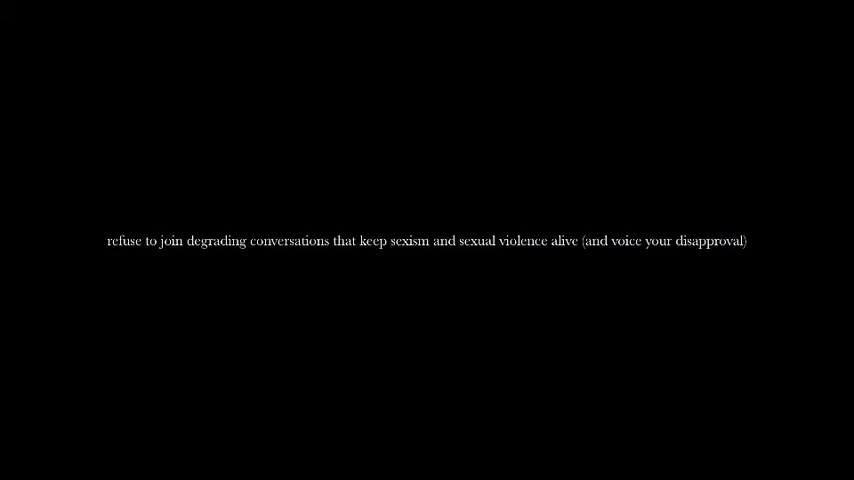 refuse to join degrading conversations that keep sexism and sexual violence alive (and voice your disapproval)